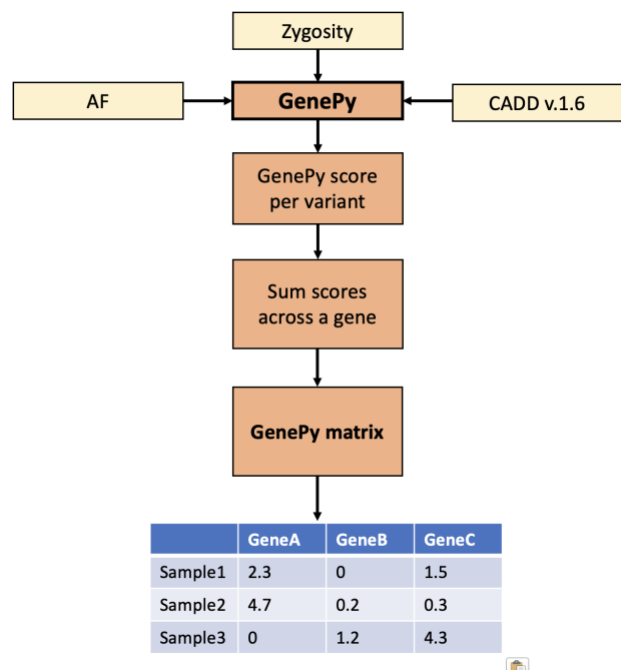 Zygosity
AF
GenePy
CADD v.1.6
GenePy score
per variant
Sum scores
across a gene
GenePy matrix
GeneA GeneB GeneC
Sample1 2.3 0 1.5
Sample2 4.7 0.2 0.3
Sample3 0 1.2 4.3